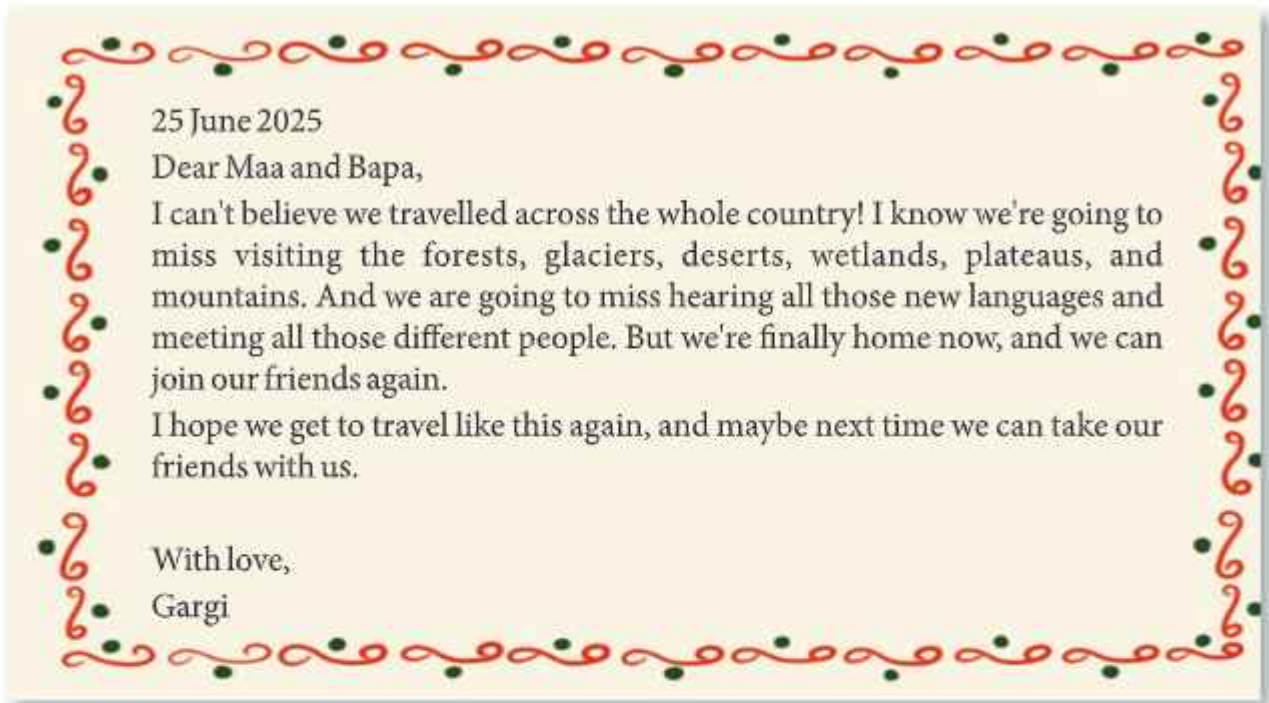 25 June 2025
Dear Maa and Bapa,
I can't believe we travelled across the whole country! I know we're going to
miss visiting the forests, glaciers, deserts, wetlands, plateaus, and
mountains. And we are going to miss hearing all those new languages and
meeting all those different people. But we're finally home now, and we can
join our friends again.
I hope we get to travel like this again, and maybe next time we can take our
friends with us.
With love,
Gargi